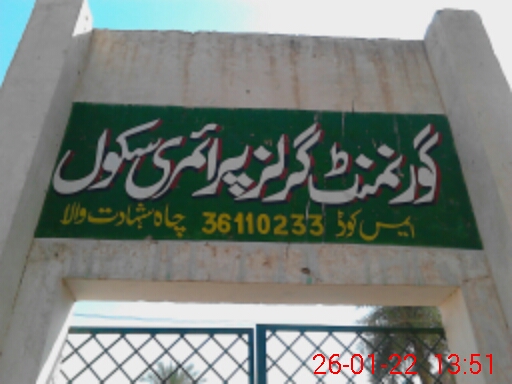 گورنمنٹ گرلز پرائمری سکول
ایس کوڈ 36110233 چاہ شہادت والا
26-01-22 13:51